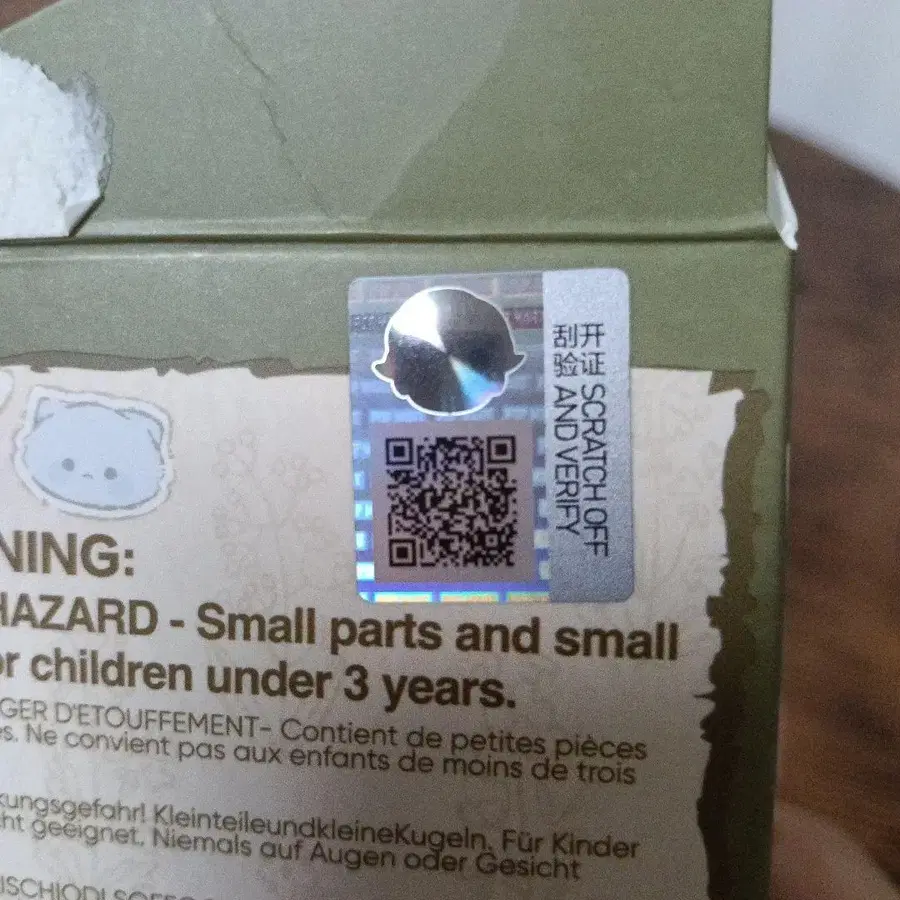 开 证 SCRATCH OFF
刮 验 AND VERIFY
NING:
HAZARD - Small parts and small
or children under 3 years.
GER D'ETOUFFEMENT- Contient de petites pièces
es. Ne convient pas aux enfants de moins de trois
kungsgefahr! KleinteileundkleineKugeln. Für Kinder
cht geeignet. Niemals auf Augen oder Gesicht